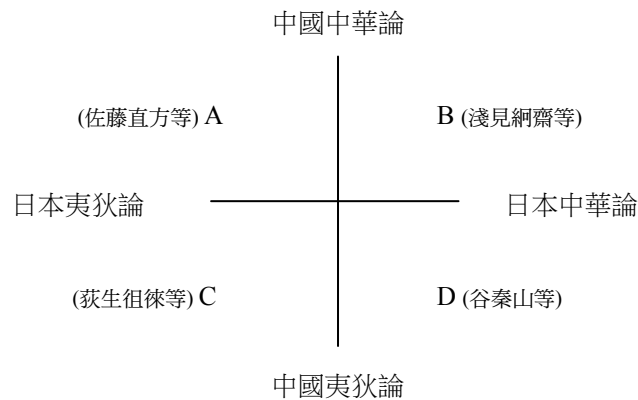 中國中華論
(佐藤直方等) A
B (淺見絅齋等)
日本夷狄論
日本中華論
(荻生徂徠等) C
D (谷秦山等)
中國夷狄論